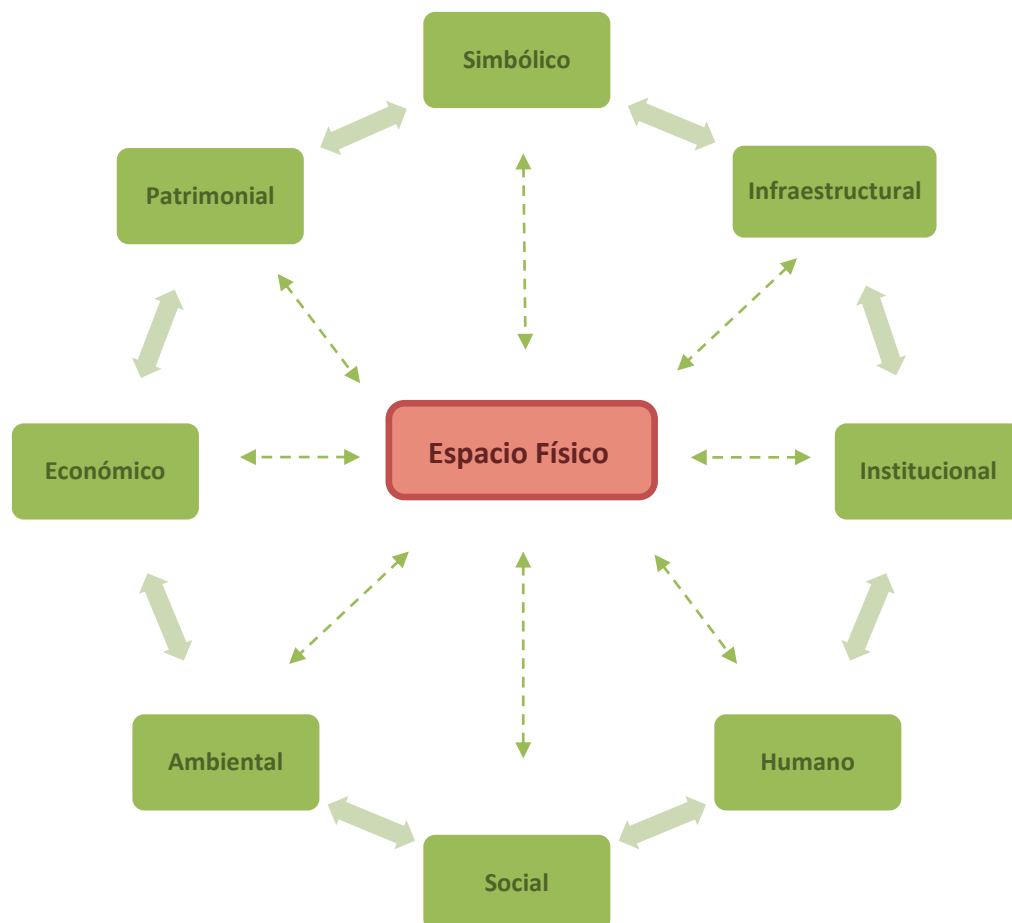 Simbólico
Patrimonial
Infraestructural
Económico
Espacio Físico
Institucional
Ambiental
Humano
Social